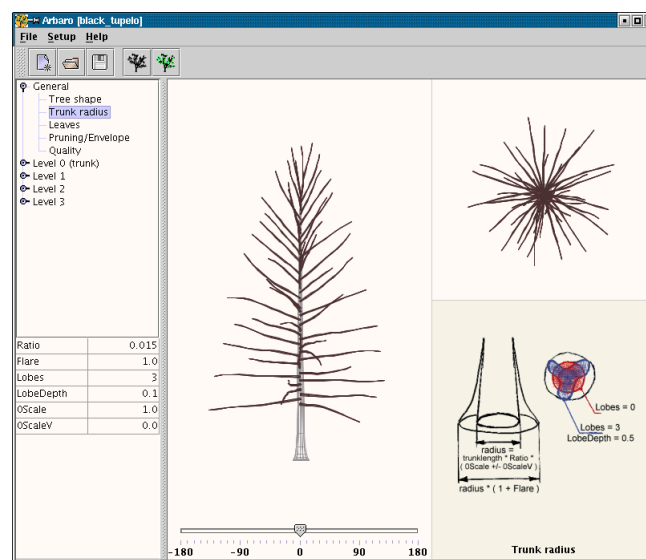 Arbaro [black_tupelo]
File Setup Help
General
Tree shape
Trunk radius
Leaves
Pruning/Envelope
Quality
Level 0 (trunk)
Level 1
Level 2
Level 3
Ratio 0.015
Flare 1.0
Lobes 3
LobeDepth 0.1
0Scale 1.0
0ScaleV 0.0
-180 -90 0 90 180
Lobes = 0
Lobes = 3
LobeDepth = 0.5
radius =
trunklength * Ratio *
( 0Scale +/- 0ScaleV )
radius * ( 1 + Flare )
Trunk radius